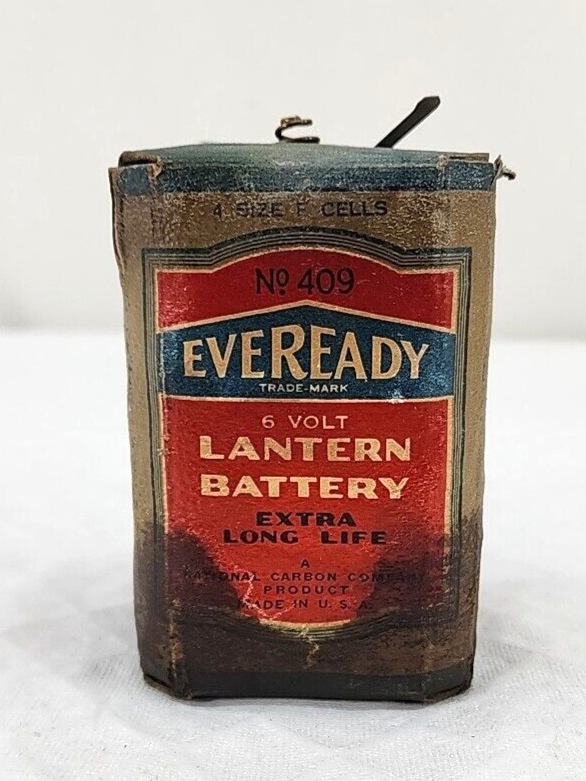 4 SIZE F CELLS
Nº 409
EVEREADY
TRADE-MARK
6 VOLT
LANTERN
BATTERY
EXTRA
LONG LIFE
A
NATIONAL CARBON COMPANY
PRODUCT
MADE IN U. S. A.